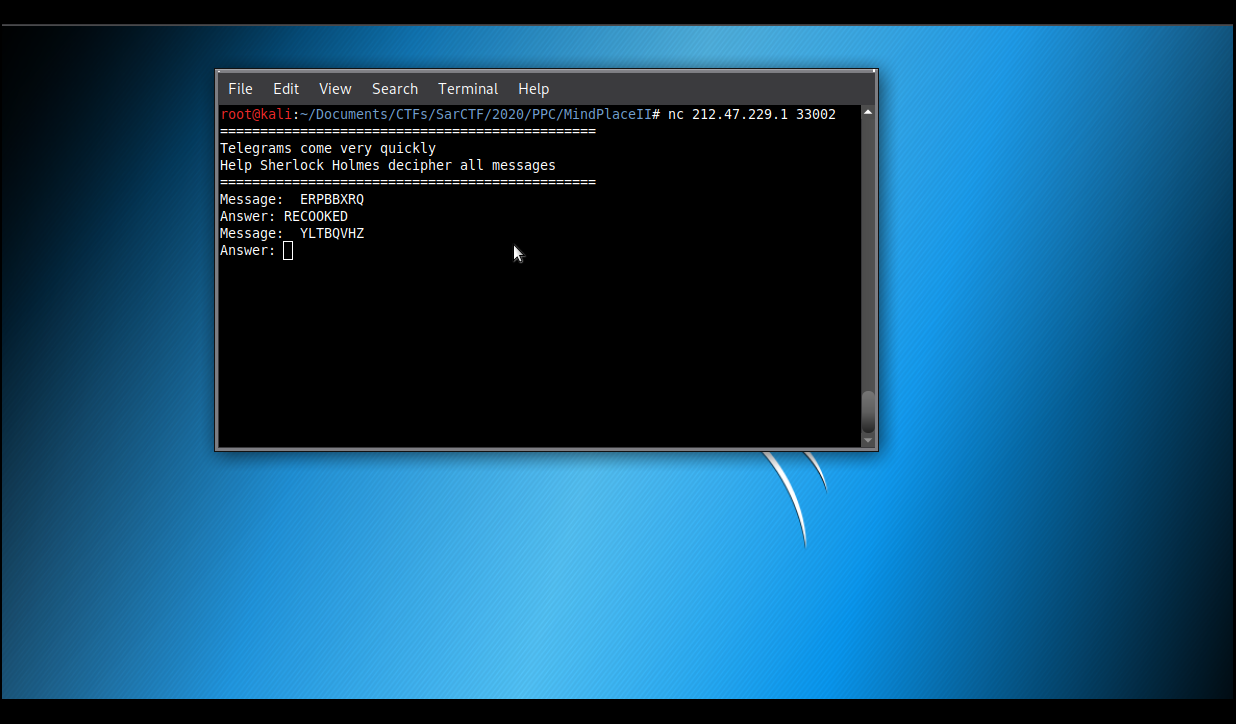 File Edit View Search Terminal Help
root@kali:~/Documents/CTFs/SarCTF/2020/PPC/MindPlaceII# nc 212.47.229.1 33002
===============================================
Telegrams come very quickly
Help Sherlock Holmes decipher all messages
===============================================
Message:  ERPBBXRQ
Answer: RECOOKED
Message:  YLTBQVHZ
Answer: